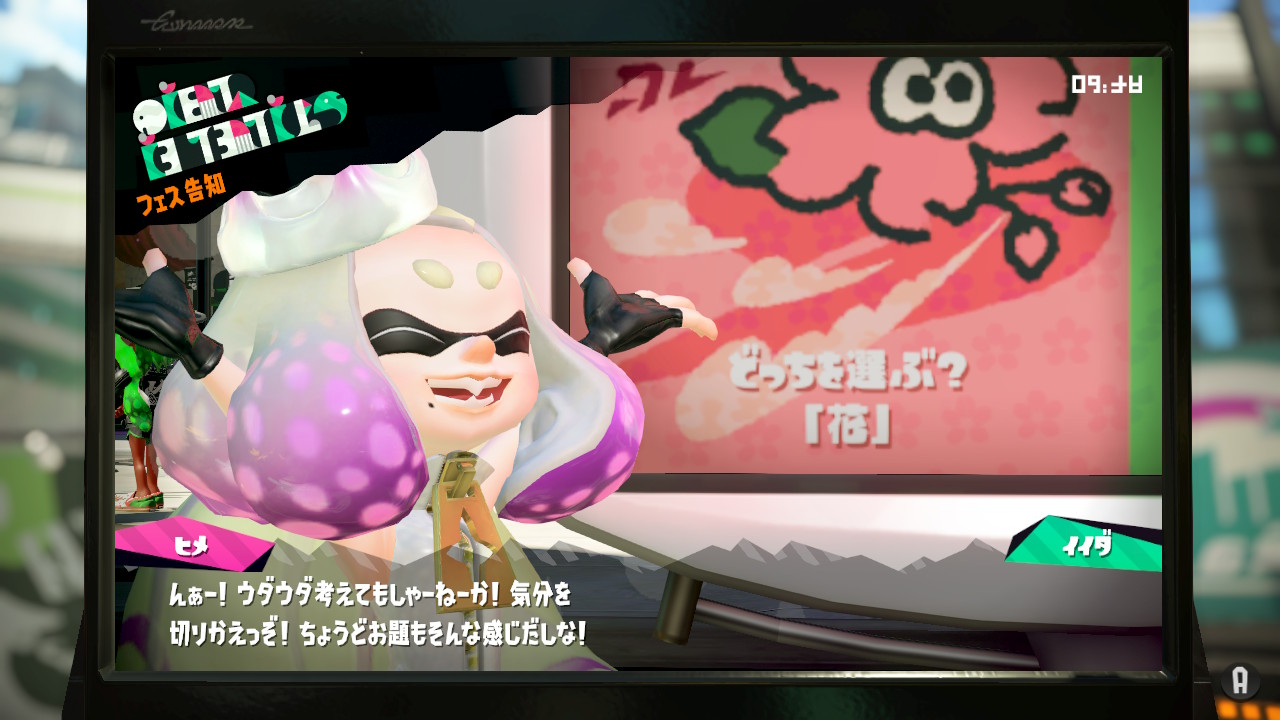 フェス告知
コレ
どっちを選ぶ?
「花」
ヒメ
イイダ
んぁー! ウダウダ考えてもしゃーねーか! 気分を
切りかえっぞ! ちょうどお題もそんな感じだしな!
A